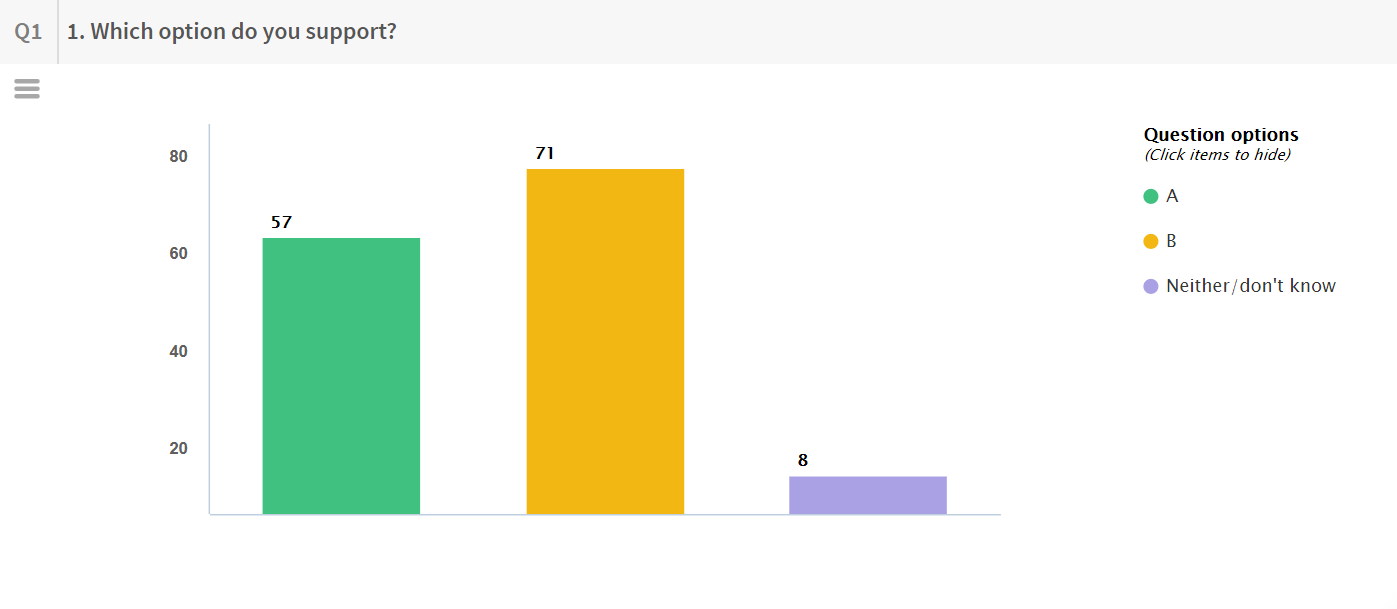 Q1 1. Which option do you support?
80
60
40
20
57
71
8
Question options
(Click items to hide)
A
B
Neither/don't know